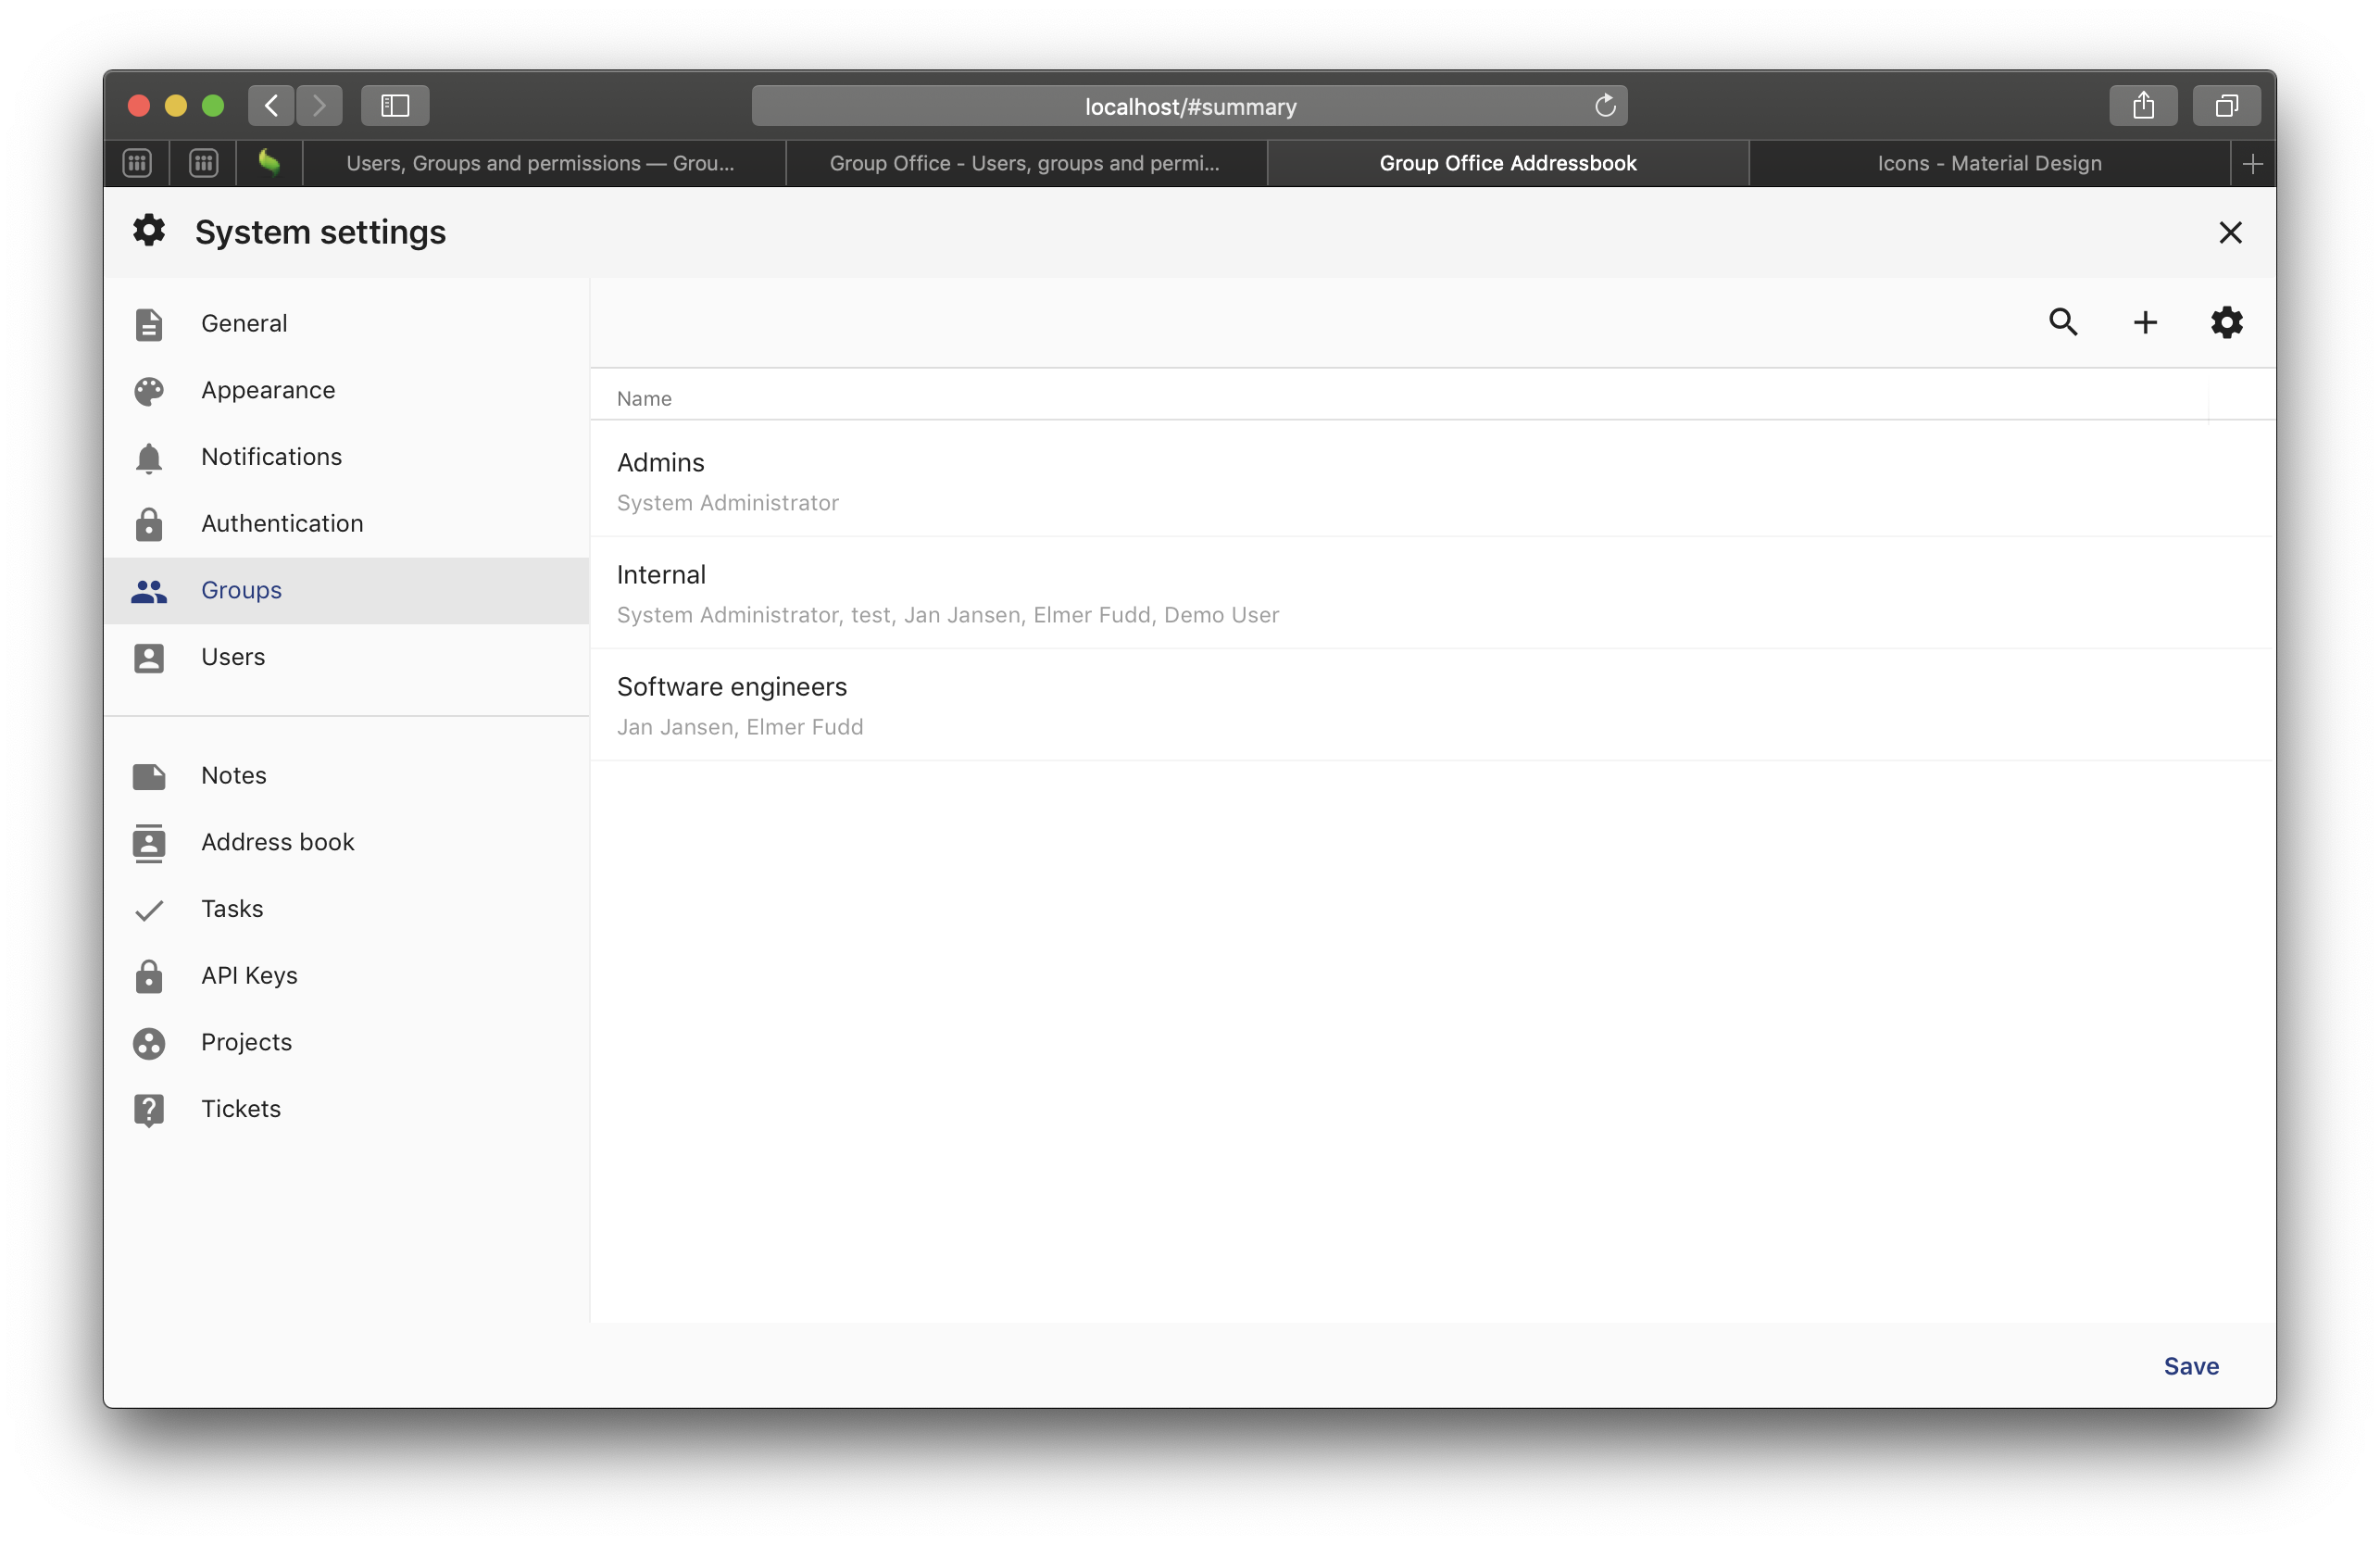 localhost/#summary
Users, Groups and permissions — Grou...
Group Office - Users, groups and permi...
Group Office Addressbook
Icons - Material Design
System settings
General
Appearance
Notifications
Authentication
Groups
Users
Notes
Address book
Tasks
API Keys
Projects
Tickets
Name
Admins
System Administrator
Internal
System Administrator, test, Jan Jansen, Elmer Fudd, Demo User
Software engineers
Jan Jansen, Elmer Fudd
Save